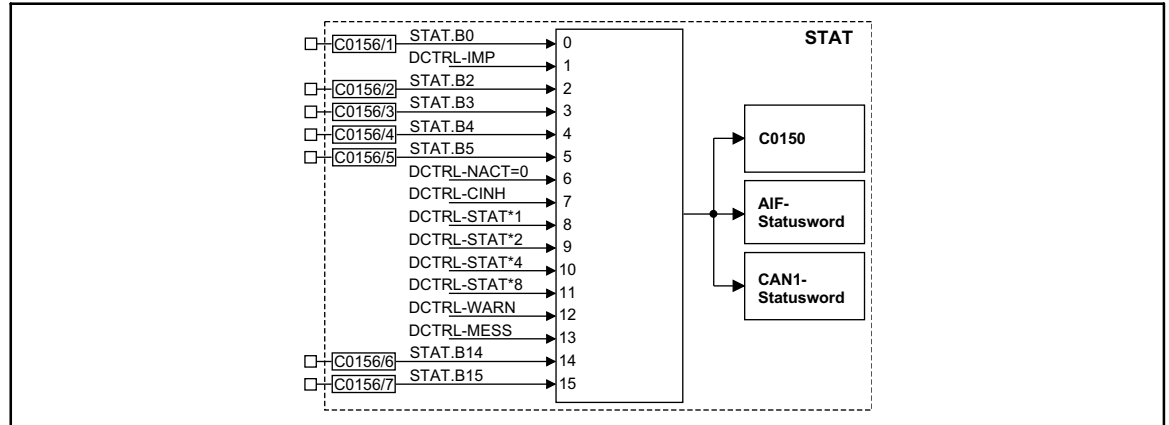 STAT
C0156/1 STAT.B0 0
DCTRL-IMP 1
C0156/2 STAT.B2 2
C0156/3 STAT.B3 3
C0156/4 STAT.B4 4
C0156/5 STAT.B5 5
DCTRL-NACT=0 6
DCTRL-CINH 7
DCTRL-STAT*1 8
DCTRL-STAT*2 9
DCTRL-STAT*4 10
DCTRL-STAT*8 11
DCTRL-WARN 12
DCTRL-MESS 13
C0156/6 STAT.B14 14
C0156/7 STAT.B15 15
C0150
AIF-
Statusword
CAN1-
Statusword